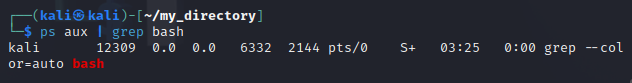 ┌──(kali㉿kali)-[~/my_directory]
└─$ ps aux | grep bash
kali       12309  0.0  0.0   6332  2144 pts/0    S+   03:25   0:00 grep --col
or=auto bash